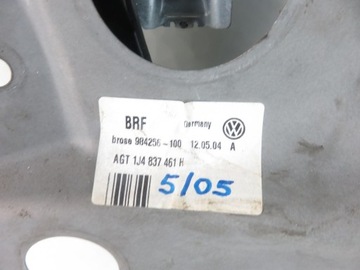 BRF Germany
brose 984256-100 12.05.04 A
AGT 1J4 837 461 H
5/05